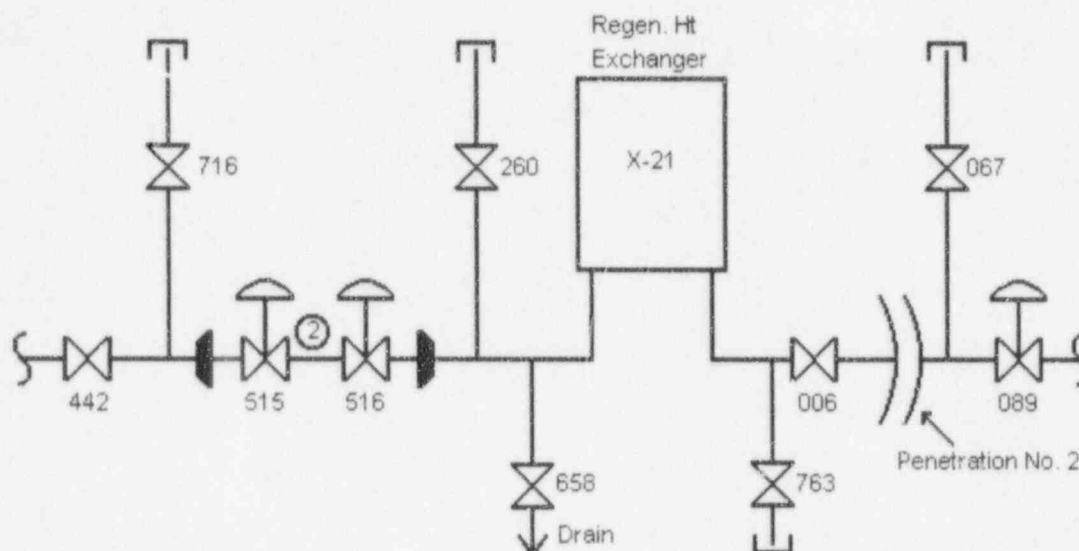 Regen. Ht
Exchanger
716
260
X-21
067
2
442
515
516
006
089
Penetration No. 2
658
763
Drain